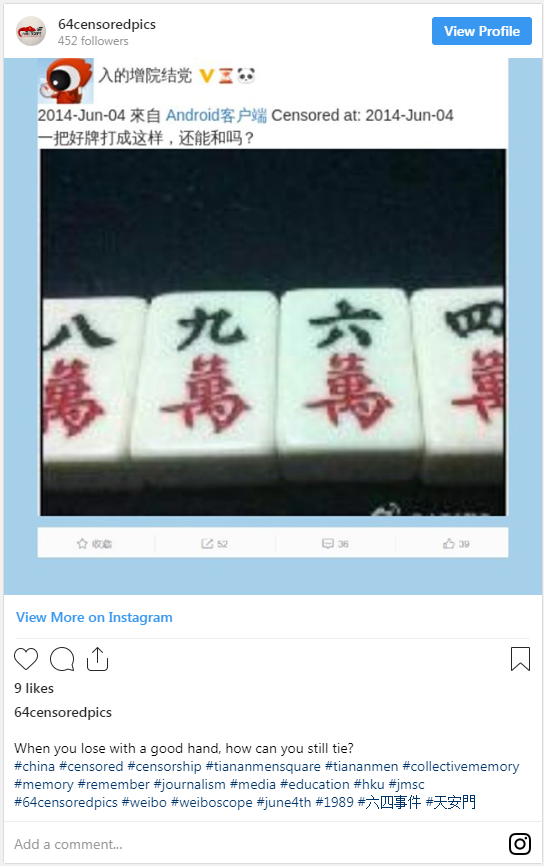 64censoredpics
452 followers
View Profile
入的增院结党
2014-Jun-04 來自 Android客户端 Censored at: 2014-Jun-04
一把好牌打成这样，还能和吗？
八 九 六 四
萬 萬 萬 萬
收藏 52 36 39
View More on Instagram
9 likes
64censoredpics
When you lose with a good hand, how can you still tie?
#china #censored #censorship #tiananmensquare #tiananmen #collectivememory
#memory #remember #journalism #media #education #hku #jmsc
#64censoredpics #weibo #weiboscope #june4th #1989 #六四事件 #天安門
Add a comment...